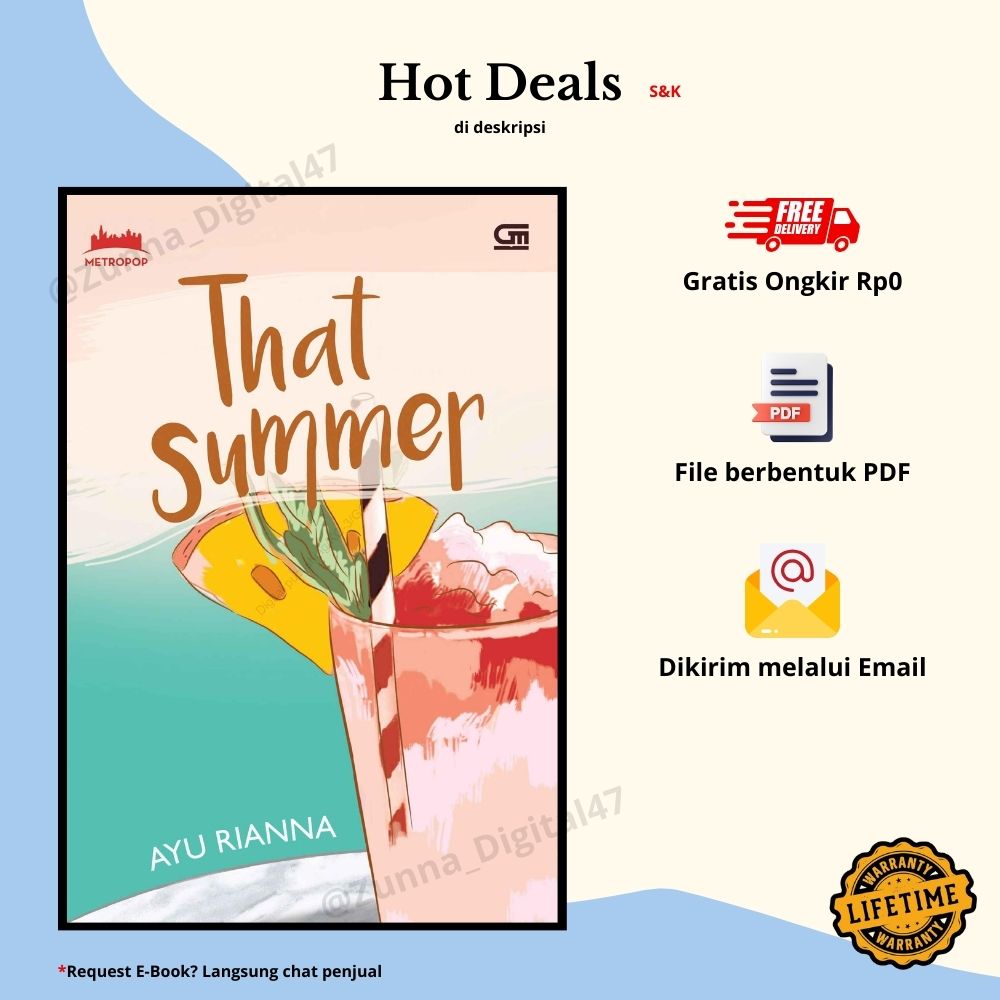 Hot Deals S&K
di deskripsi
@Zunna_Digital47
METROPOP
GM
That
Summer
AYU RIANNA
@Zunna_Digital47
FREE
DELIVERY
Gratis Ongkir Rp0
PDF
File berbentuk PDF
@
Dikirim melalui Email
WARRANTY
LIFETIME
WARRANTY
*Request E-Book? Langsung chat penjual